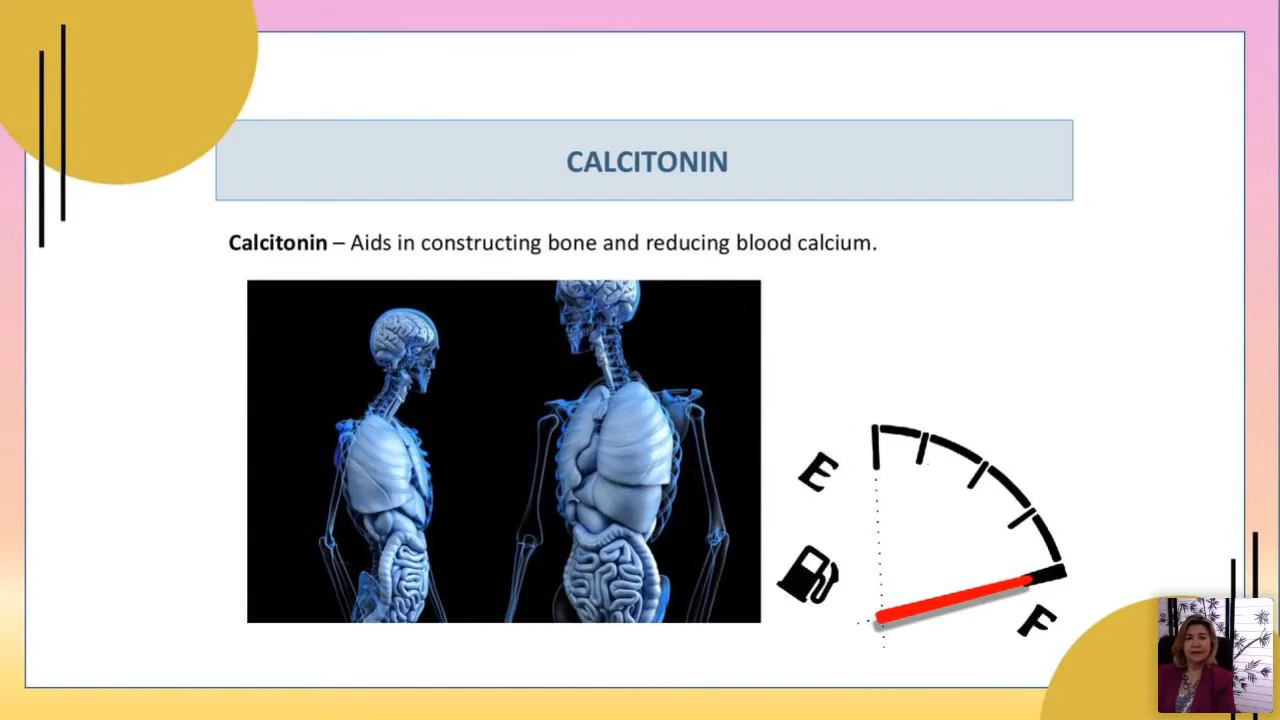 CALCITONIN
Calcitonin – Aids in constructing bone and reducing blood calcium.
E
F